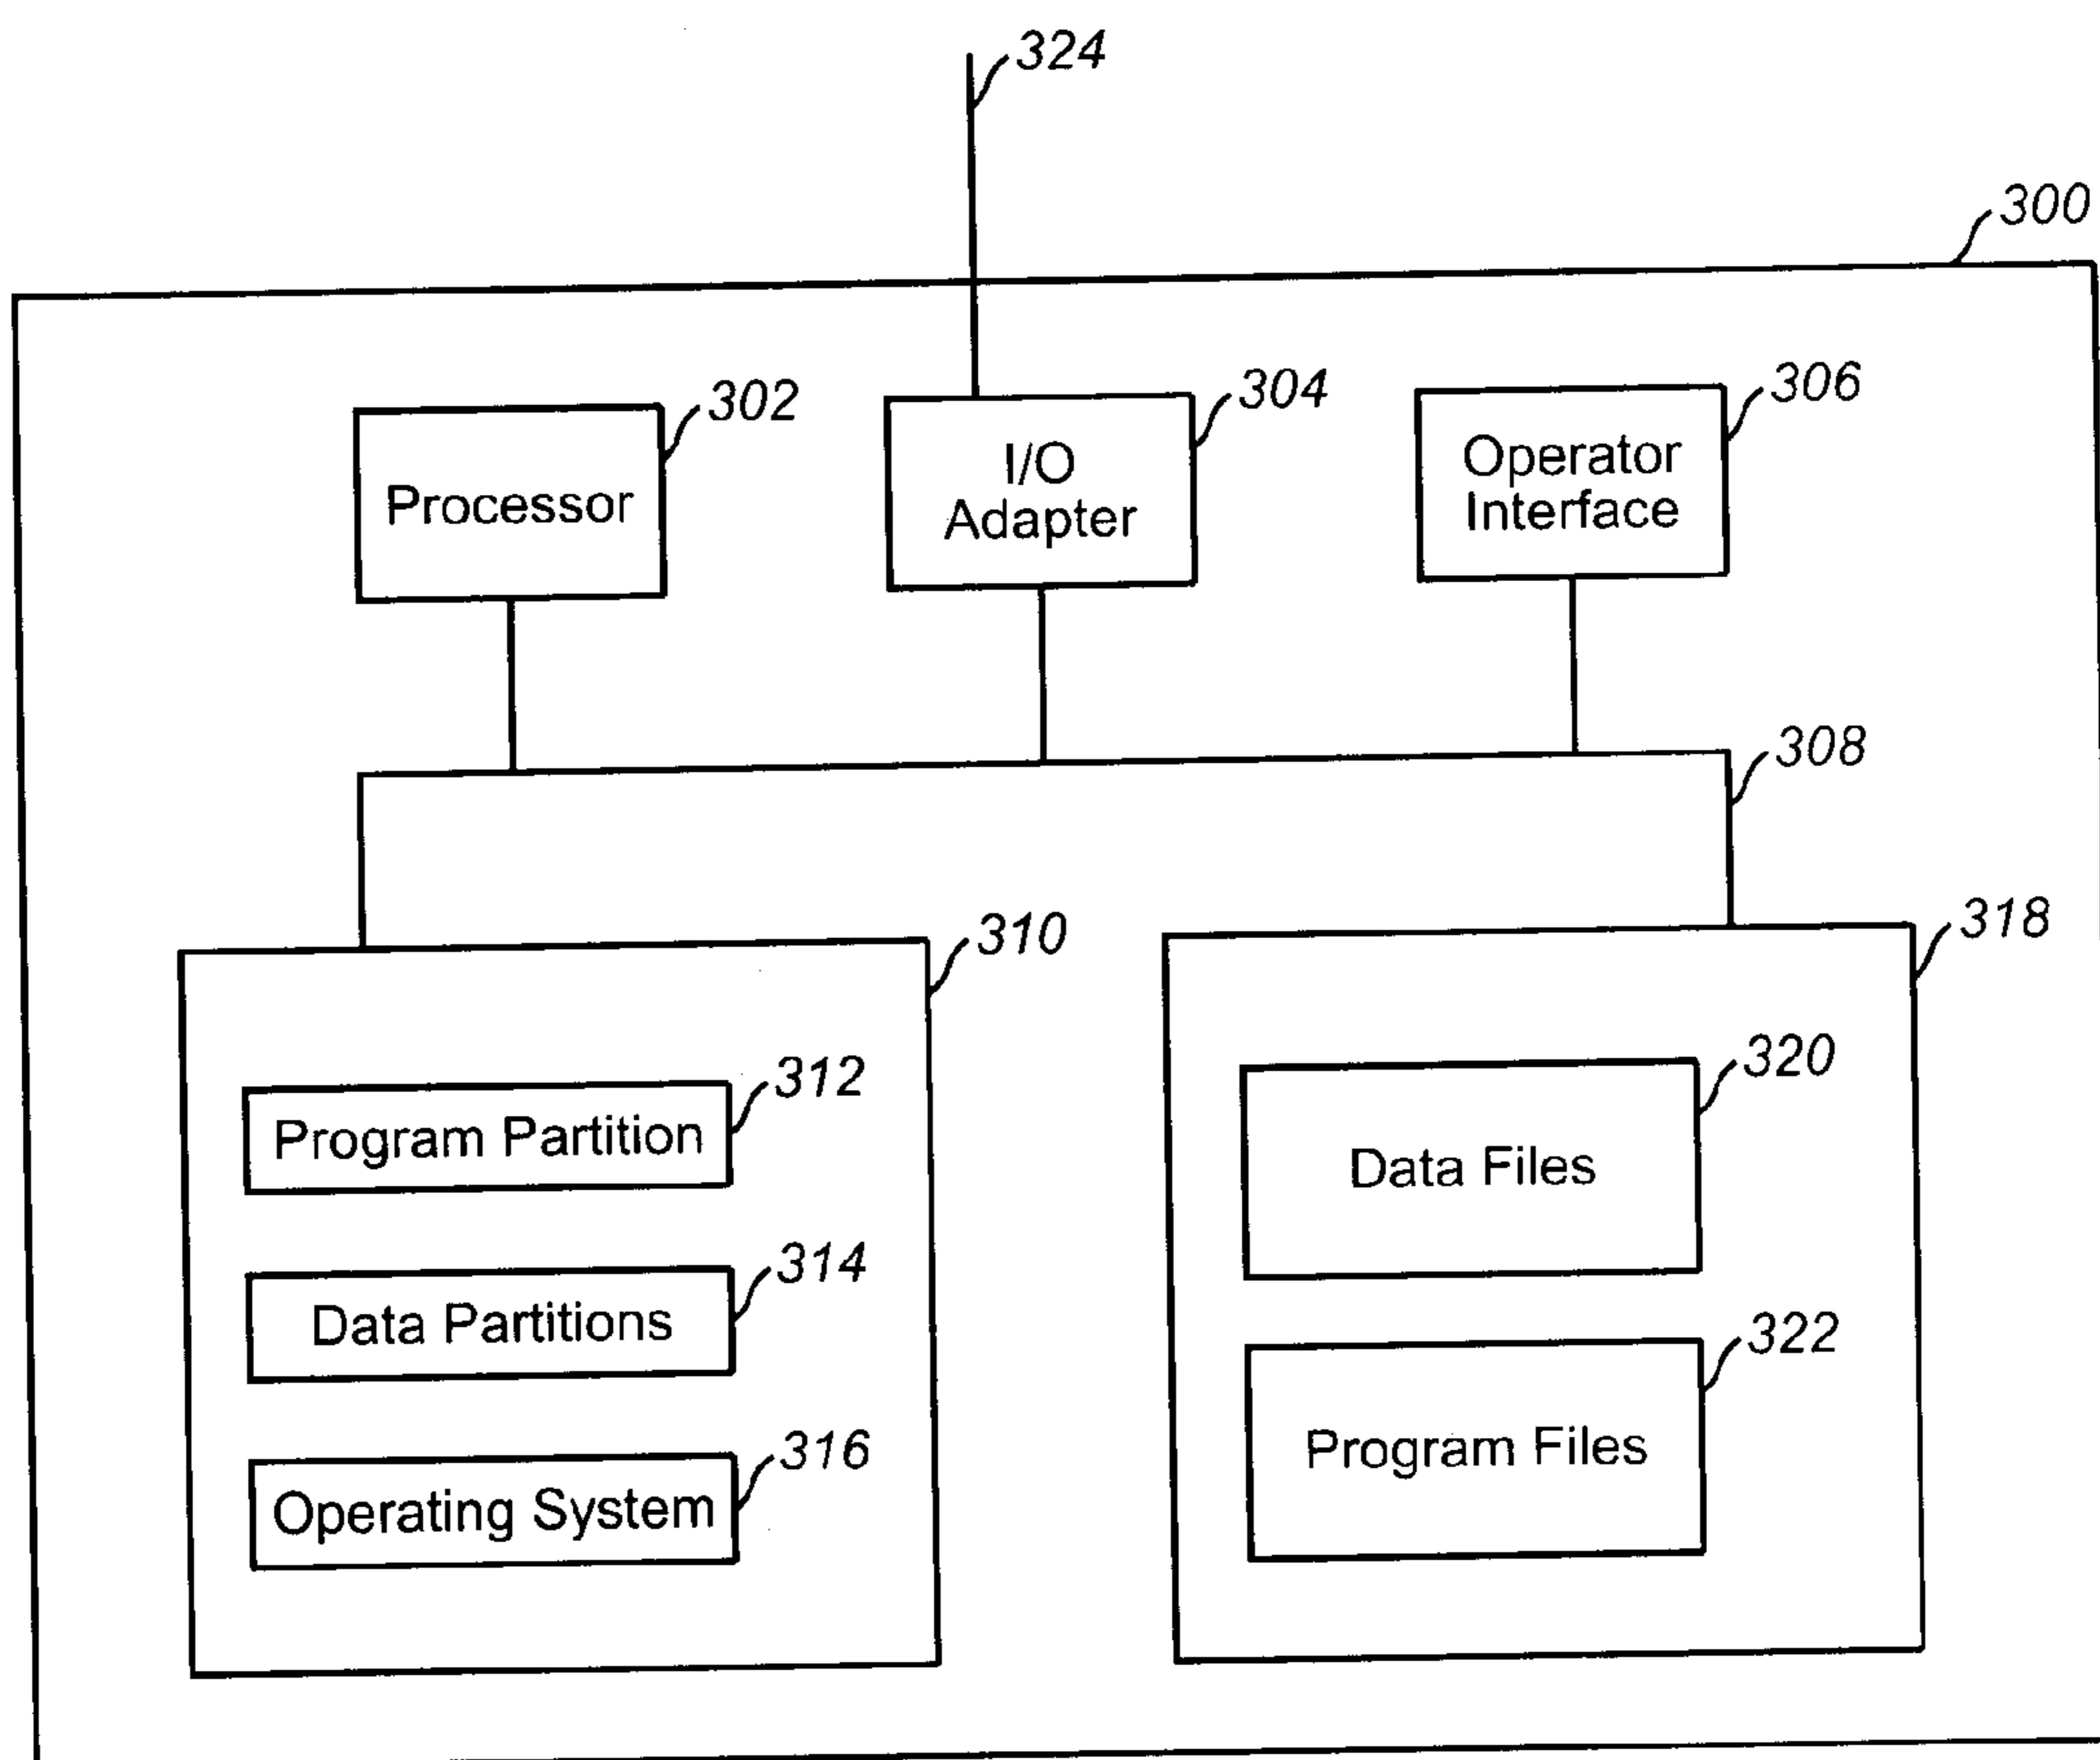 324
300
302
304
306
Processor
I/O
Adapter
Operator
Interface
308
310
318
312
Program Partition
320
Data Files
314
Data Partitions
322
Program Files
316
Operating System